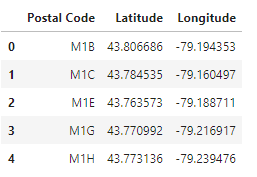 Postal Code Latitude Longitude
0 M1B 43.806686 -79.194353
1 M1C 43.784535 -79.160497
2 M1E 43.763573 -79.188711
3 M1G 43.770992 -79.216917
4 M1H 43.773136 -79.239476